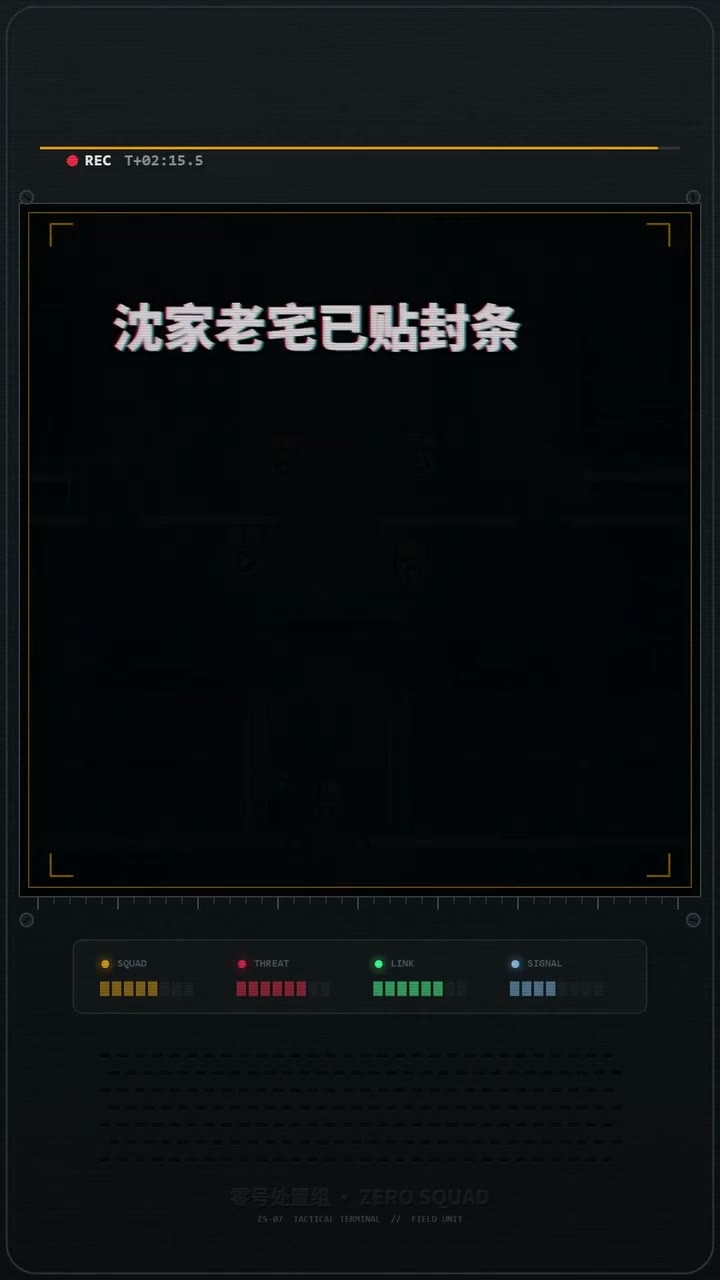 REC T+02:15.5
沈家老宅已贴封条
SQUAD THREAT LINK SIGNAL
零号处置组 · ZERO SQUAD
ZS-07 TACTICAL TERMINAL // FIELD UNIT